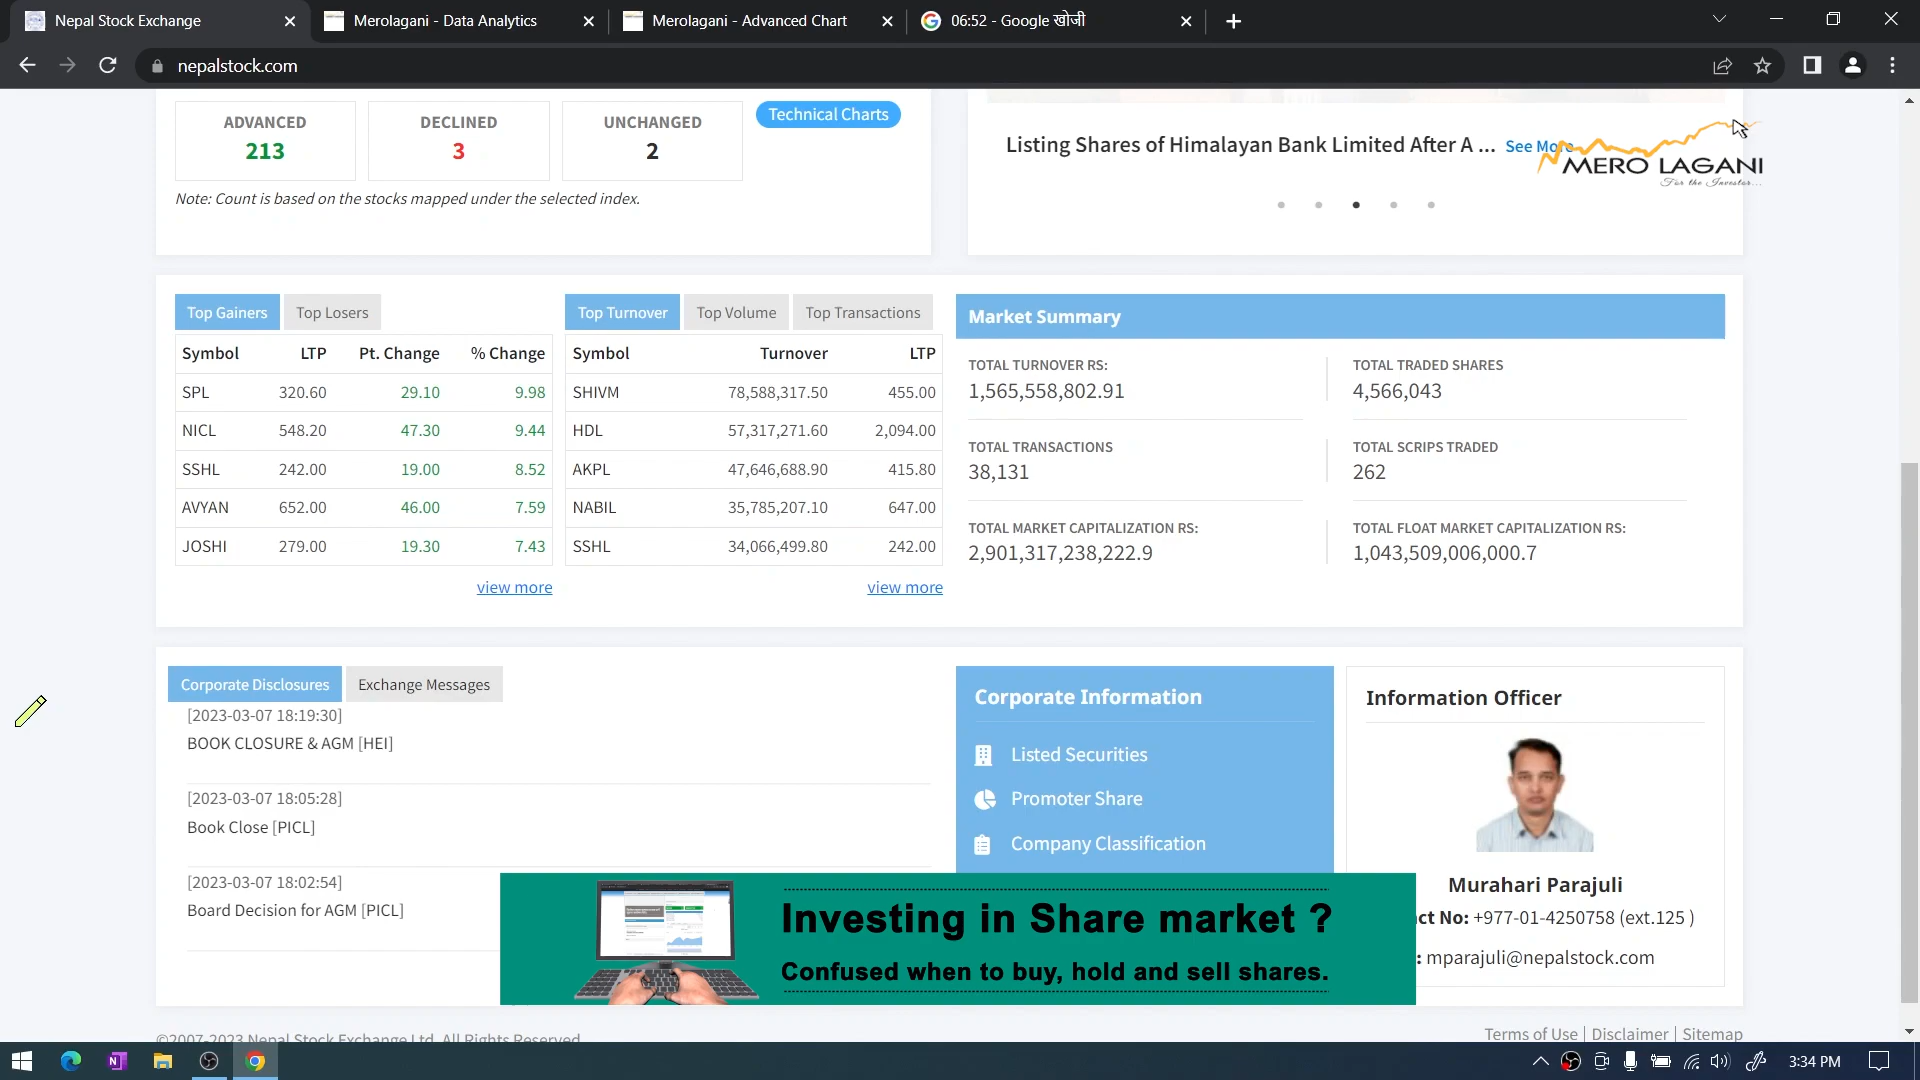 Nepal Stock Exchange
Merolagani - Data Analytics
Merolagani - Advanced Chart
06:52 - Google खोजी
nepalstock.com
ADVANCED
213
DECLINED
3
UNCHANGED
2
Technical Charts
Note: Count is based on the stocks mapped under the selected index.
Listing Shares of Himalayan Bank Limited After A ... See More
MERO LAGANI
For the Investor...
Top Gainers
Top Losers
Symbol LTP Pt. Change % Change
SPL 320.60 29.10 9.98
NICL 548.20 47.30 9.44
SSHL 242.00 19.00 8.52
AVYAN 652.00 46.00 7.59
JOSHI 279.00 19.30 7.43
view more
Top Turnover
Top Volume
Top Transactions
Symbol Turnover LTP
SHIVM 78,588,317.50 455.00
HDL 57,317,271.60 2,094.00
AKPL 47,646,688.90 415.80
NABIL 35,785,207.10 647.00
SSHL 34,066,499.80 242.00
view more
Market Summary
TOTAL TURNOVER RS:
1,565,558,802.91
TOTAL TRADED SHARES
4,566,043
TOTAL TRANSACTIONS
38,131
TOTAL SCRIPS TRADED
262
TOTAL MARKET CAPITALIZATION RS:
2,901,317,238,222.9
TOTAL FLOAT MARKET CAPITALIZATION RS:
1,043,509,006,000.7
Corporate Disclosures
Exchange Messages
[2023-03-07 18:19:30]
BOOK CLOSURE & AGM [HEI]
[2023-03-07 18:05:28]
Book Close [PICL]
[2023-03-07 18:02:54]
Board Decision for AGM [PICL]
Corporate Information
Listed Securities
Promoter Share
Company Classification
Information Officer
Murahari Parajuli
ct No: +977-01-4250758 (ext.125 )
: mparajuli@nepalstock.com
Investing in Share market ?
Confused when to buy, hold and sell shares.
©2007-2023 Nepal Stock Exchange Ltd. All Rights Reserved
Terms of Use | Disclaimer | Sitemap
3:34 PM